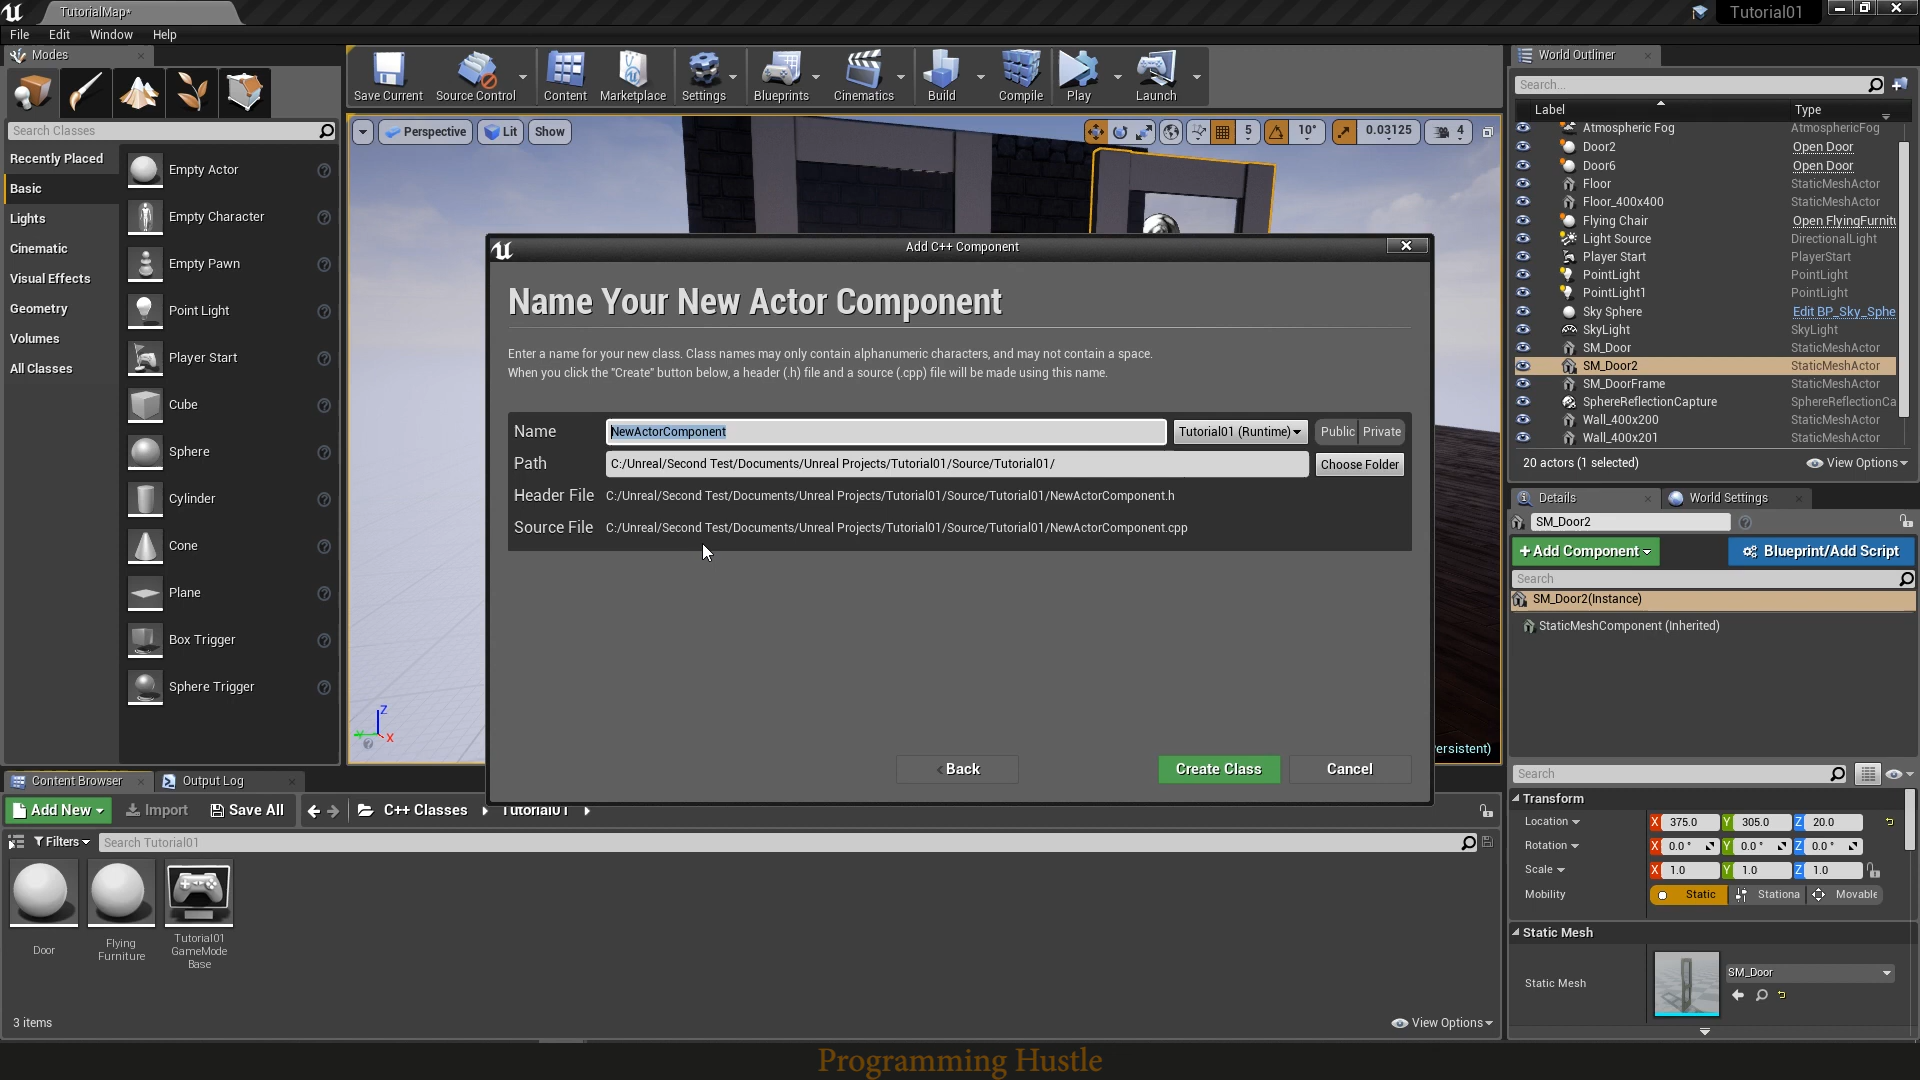 TutorialMap*
Tutorial01
File Edit Window Help
Modes
Search Classes
Recently Placed
Basic
Lights
Cinematic
Visual Effects
Geometry
Volumes
All Classes
Empty Actor
Empty Character
Empty Pawn
Point Light
Player Start
Cube
Sphere
Cylinder
Cone
Plane
Box Trigger
Sphere Trigger
Save Current Source Control Content Marketplace Settings Blueprints Cinematics Build Compile Play Launch
Perspective Lit Show 5 10° 0.03125 4
Add C++ Component
Name Your New Actor Component
Enter a name for your new class. Class names may only contain alphanumeric characters, and may not contain a space.
When you click the "Create" button below, a header (.h) file and a source (.cpp) file will be made using this name.
Name NewActorComponent Tutorial01 (Runtime) Public Private
Path C:/Unreal/Second Test/Documents/Unreal Projects/Tutorial01/Source/Tutorial01/ Choose Folder
Header File C:/Unreal/Second Test/Documents/Unreal Projects/Tutorial01/Source/Tutorial01/NewActorComponent.h
Source File C:/Unreal/Second Test/Documents/Unreal Projects/Tutorial01/Source/Tutorial01/NewActorComponent.cpp
Back Create Class Cancel
Z
Y X
ersistent)
World Outliner
Search...
Label Type
Atmospheric Fog AtmosphericFog
Door2 Open Door
Door6 Open Door
Floor StaticMeshActor
Floor_400x400 StaticMeshActor
Flying Chair Open FlyingFurnitu
Light Source DirectionalLight
Player Start PlayerStart
PointLight PointLight
PointLight1 PointLight
Sky Sphere Edit BP_Sky_Sphe
SkyLight SkyLight
SM_Door StaticMeshActor
SM_Door2 StaticMeshActor
SM_DoorFrame StaticMeshActor
SphereReflectionCapture SphereReflectionCa
Wall_400x200 StaticMeshActor
Wall_400x201 StaticMeshActor
20 actors (1 selected) View Options
Details World Settings
SM_Door2
+Add Component Blueprint/Add Script
Search
SM_Door2(Instance)
StaticMeshComponent (Inherited)
Search
Transform
Location X 375.0 Y 305.0 Z 20.0
Rotation X 0.0° Y 0.0° Z 0.0°
Scale X 1.0 Y 1.0 Z 1.0
Mobility Static Stationa Movable
Static Mesh
Static Mesh SM_Door
Content Browser Output Log
Add New Import Save All C++ Classes Tutorial01
Filters Search Tutorial01
Door
Flying
Furniture
Tutorial01
GameMode
Base
3 items View Options
Programming Hustle